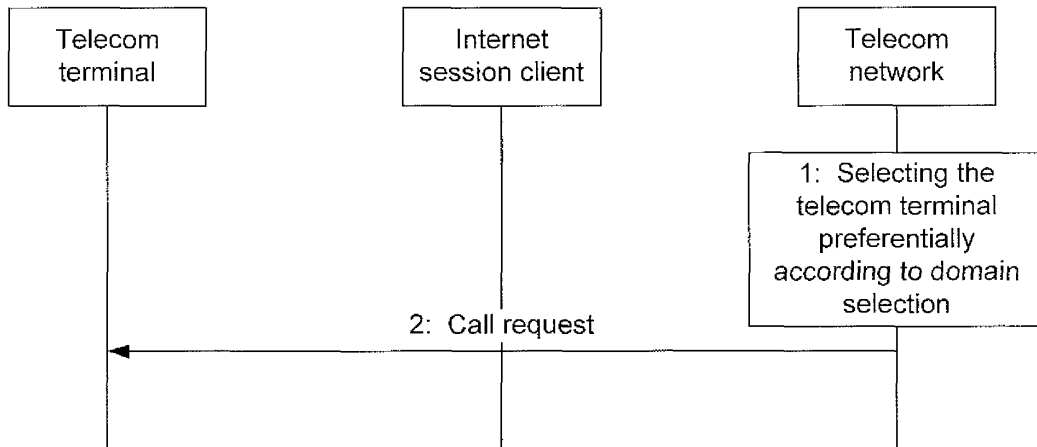 Telecom
terminal
Internet
session client
Telecom
network
1: Selecting the
telecom terminal
preferentially
according to domain
selection
2: Call request